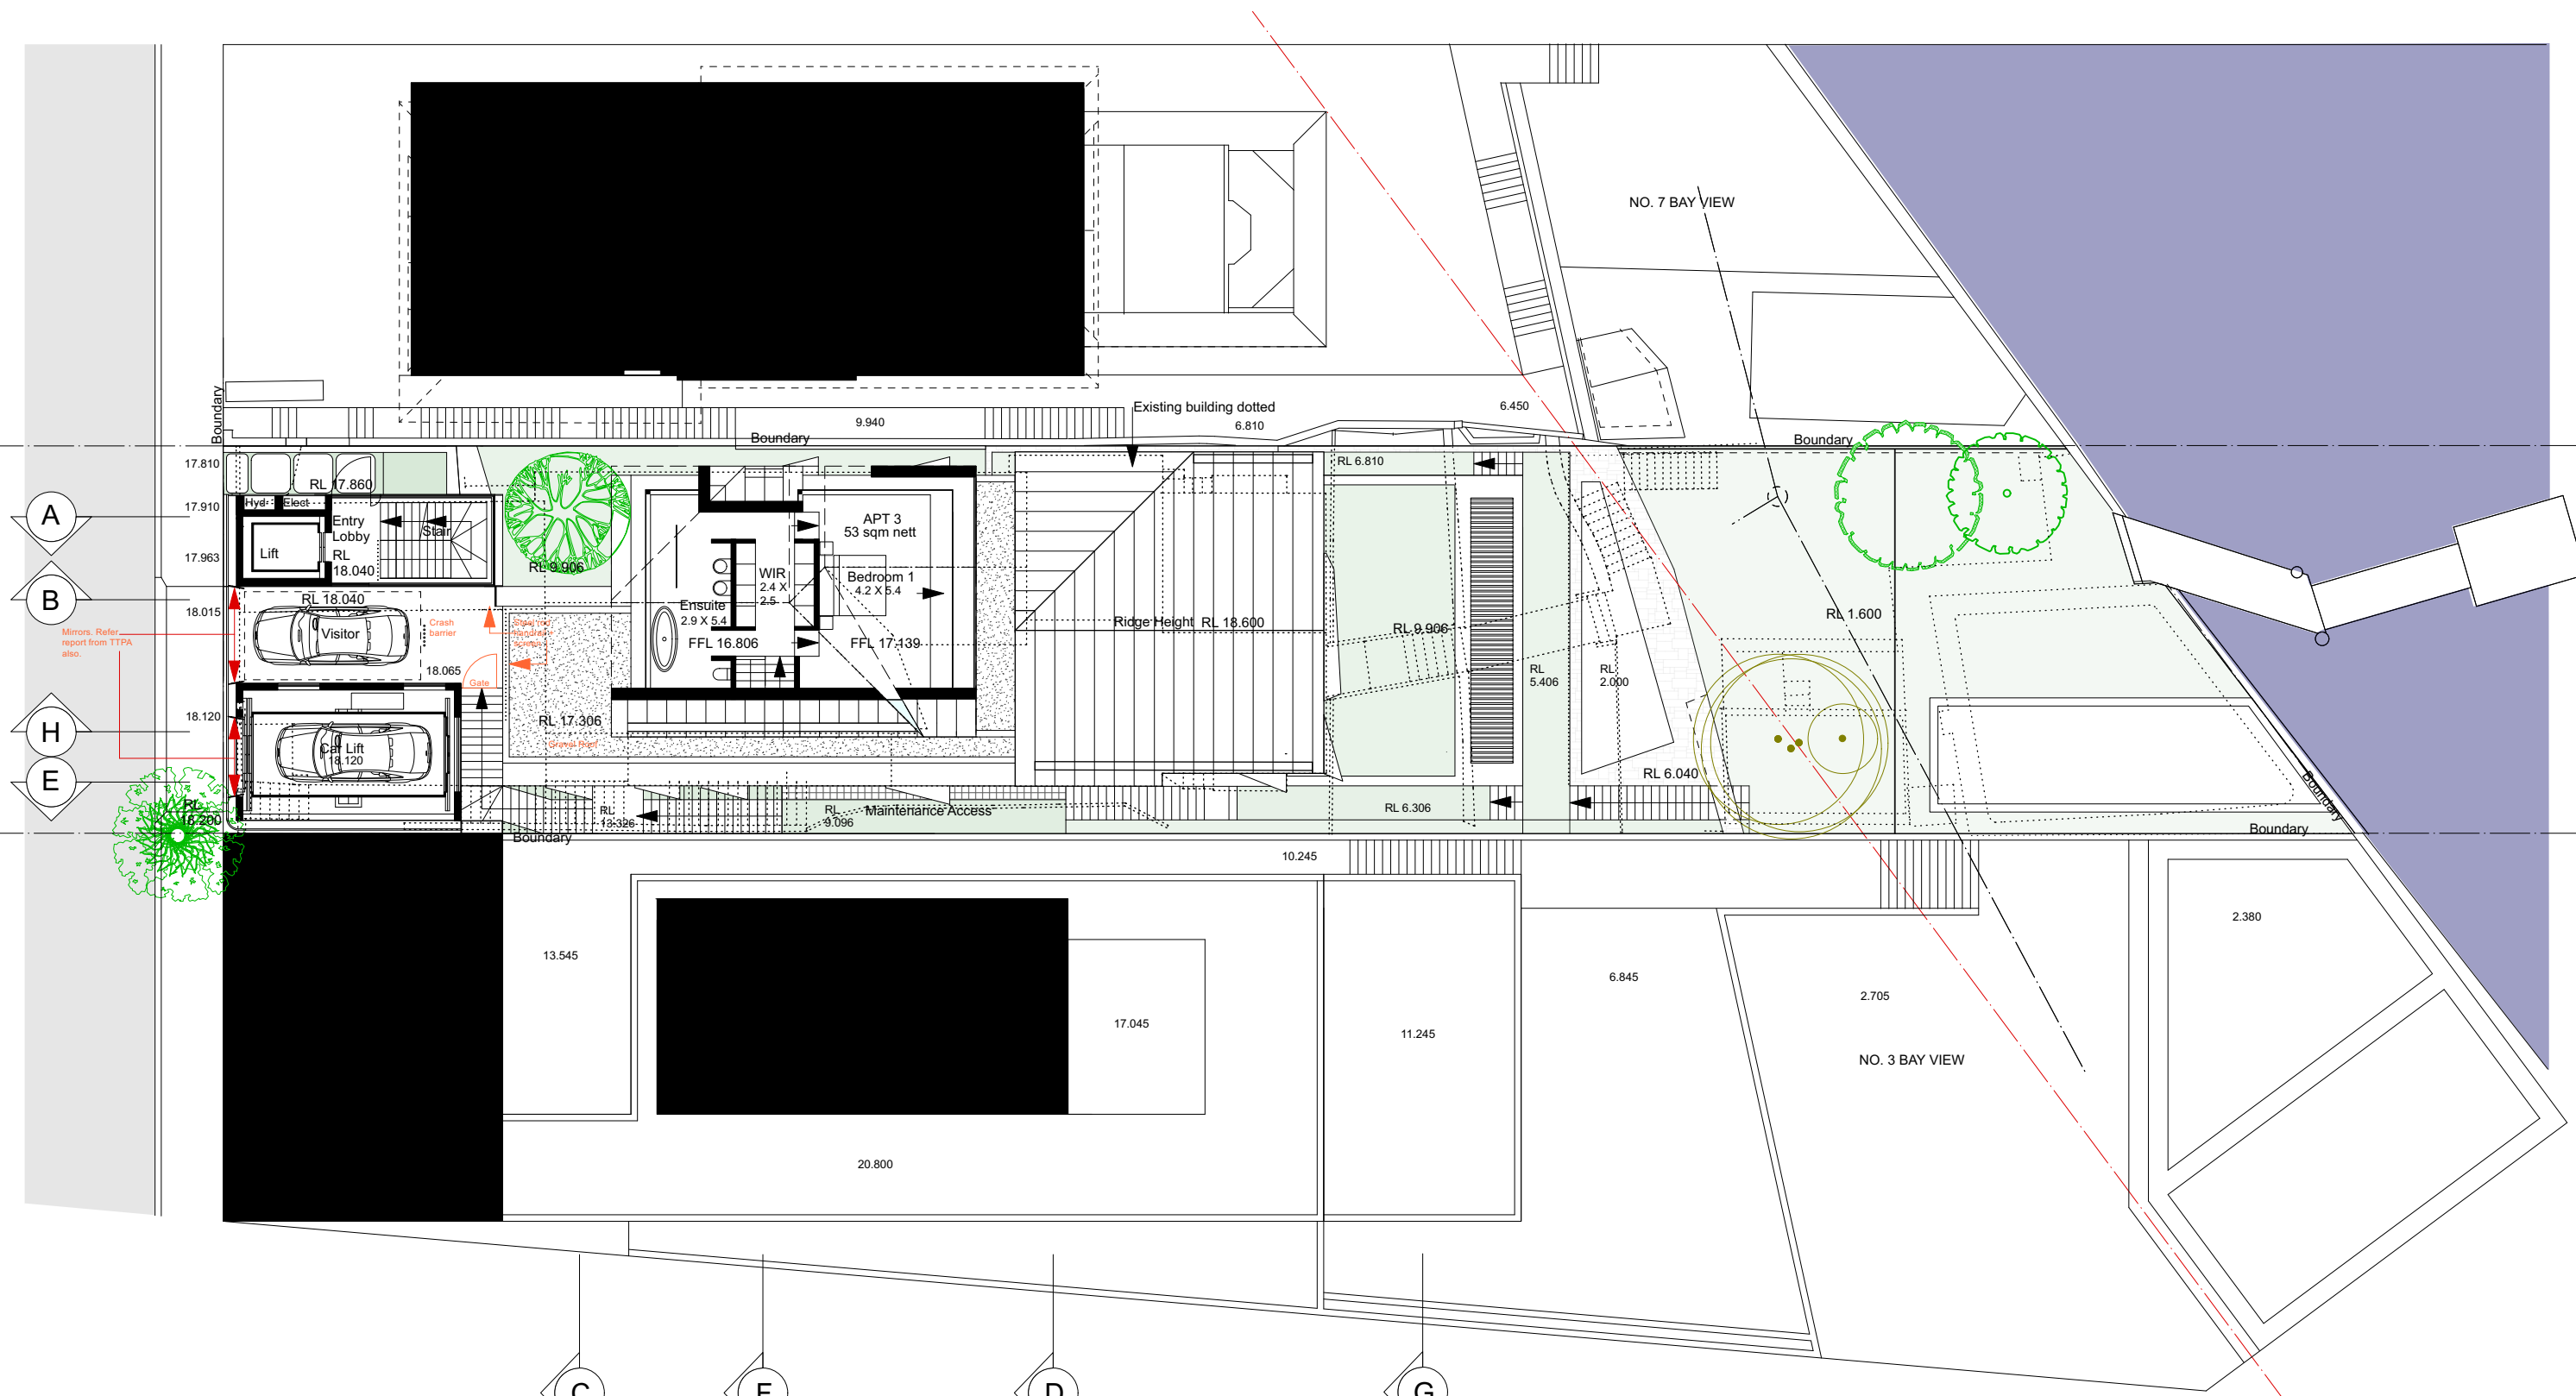 NO. 7 BAY VIEW
Boundary
9.940
Existing building dotted
6.810
6.450
Boundary
Boundary
17.810
RL 17.860
RL 6.810
17.910
Hyd
Elect
A
Entry
Lobby
Stair
APT 3
53 sqm nett
17.963
Lift
RL
18.040
RL 9.906
WIR
2.4 X
2.5
Bedroom 1
4.2 X 5.4
B
18.015
RL 18.040
Ensuite
2.9 X 5.4
Mirrors. Refer
report from TTPA
also.
Visitor
Crash
barrier
FFL 16.806
FFL 17.139
Ridge Height
RL 18.600
RL 9.906
RL 1.600
18.065
Gate
RL
5.406
RL
2.000
18.120
RL 17.306
H
Gravel Roof
Car Lift
18.120
RL 6.040
E
RL
18.200
RL
13.326
RL
9.096
Maintenance Access
RL 6.306
Boundary
Boundary
Boundary
10.245
2.380
13.545
6.845
2.705
17.045
11.245
NO. 3 BAY VIEW
20.800
C
F
D
G